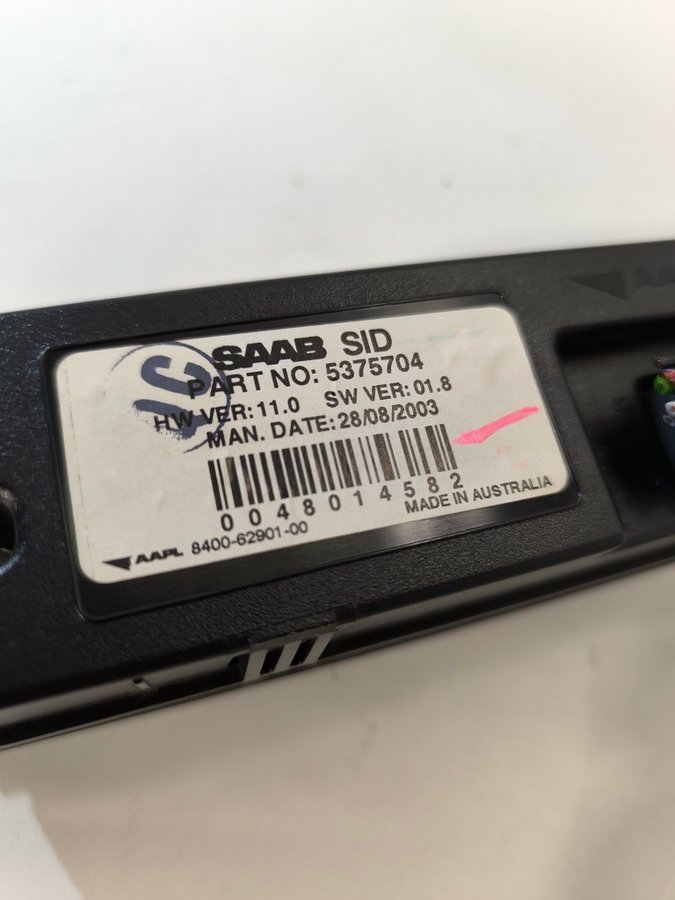 SAAB SID
PART NO: 5375704
HW VER: 11.0 SW VER: 01.8
MAN. DATE: 28/08/2003
0048014582
MADE IN AUSTRALIA
AAPL 8400-62901-00